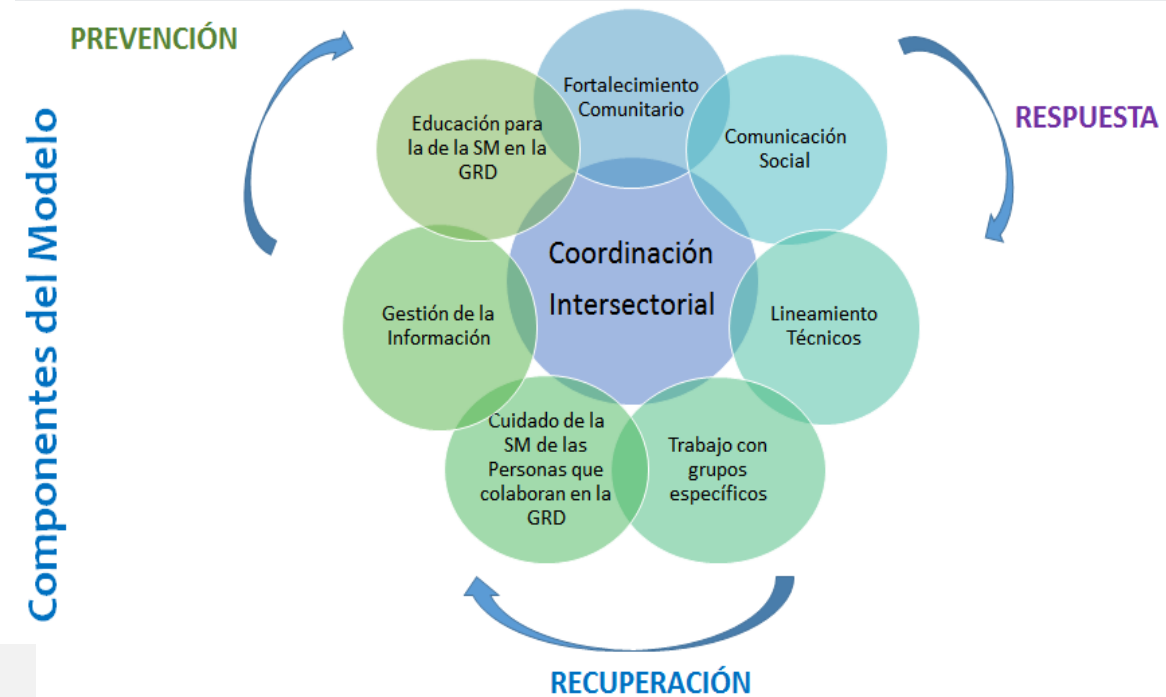 PREVENCIÓN
Componentes del Modelo
Fortalecimiento
Comunitario
Educación para
la de la SM en la
GRD
Comunicación
Social
RESPUESTA
Coordinación
Intersectorial
Gestión de la
Información
Lineamiento
Técnicos
Cuidado de la
SM de las
Personas que
colaboran en la
GRD
Trabajo con
grupos
específicos
RECUPERACIÓN